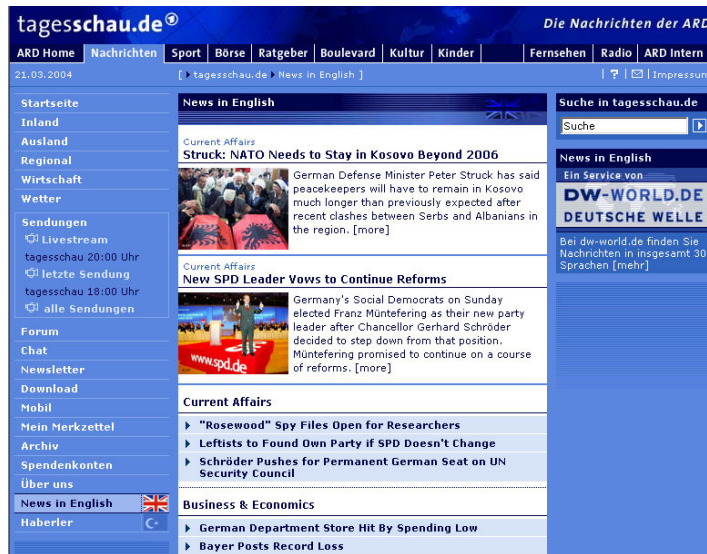 tagesschau.de®
Die Nachrichten der ARD
ARD Home Nachrichten Sport Börse Ratgeber Boulevard Kultur Kinder Fernsehen Radio ARD Intern
21.03.2004 [ tagesschau.de News in English ] | ? | Impressum
Startseite
Inland
Ausland
Regional
Wirtschaft
Wetter
Sendungen
Livestream
tagesschau 20:00 Uhr
letzte Sendung
tagesschau 18:00 Uhr
alle Sendungen
Forum
Chat
Newsletter
Download
Mobil
Mein Merkzettel
Archiv
Spendenkonten
Über uns
News in English
Haberler
News in English
Current Affairs
Struck: NATO Needs to Stay in Kosovo Beyond 2006
German Defense Minister Peter Struck has said
peacekeepers will have to remain in Kosovo
much longer than previously expected after
recent clashes between Serbs and Albanians in
the region. [more]
Current Affairs
New SPD Leader Vows to Continue Reforms
www.spd.de
Germany's Social Democrats on Sunday
elected Franz Müntefering as their new party
leader after Chancellor Gerhard Schröder
decided to step down from that position.
Müntefering promised to continue on a course
of reforms. [more]
Current Affairs
"Rosewood" Spy Files Open for Researchers
Leftists to Found Own Party if SPD Doesn't Change
Schröder Pushes for Permanent German Seat on UN
Security Council
Business & Economics
German Department Store Hit By Spending Low
Bayer Posts Record Loss
Suche in tagesschau.de
Suche
News in English
Ein Service von
DW-WORLD.DE
DEUTSCHE WELLE
Bei dw-world.de finden Sie
Nachrichten in insgesamt 30
Sprachen [mehr]